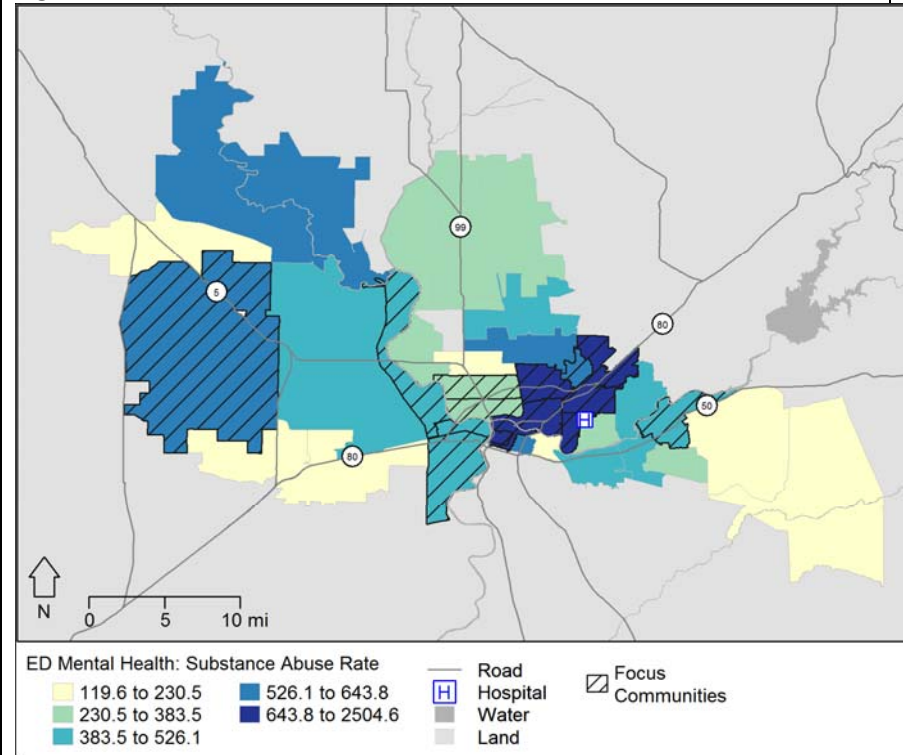 99
5
80
50
80
H
N
0 5 10 mi
ED Mental Health: Substance Abuse Rate
119.6 to 230.5
230.5 to 383.5
383.5 to 526.1
526.1 to 643.8
643.8 to 2504.6
Road
H Hospital
Water
Land
Focus
Communities